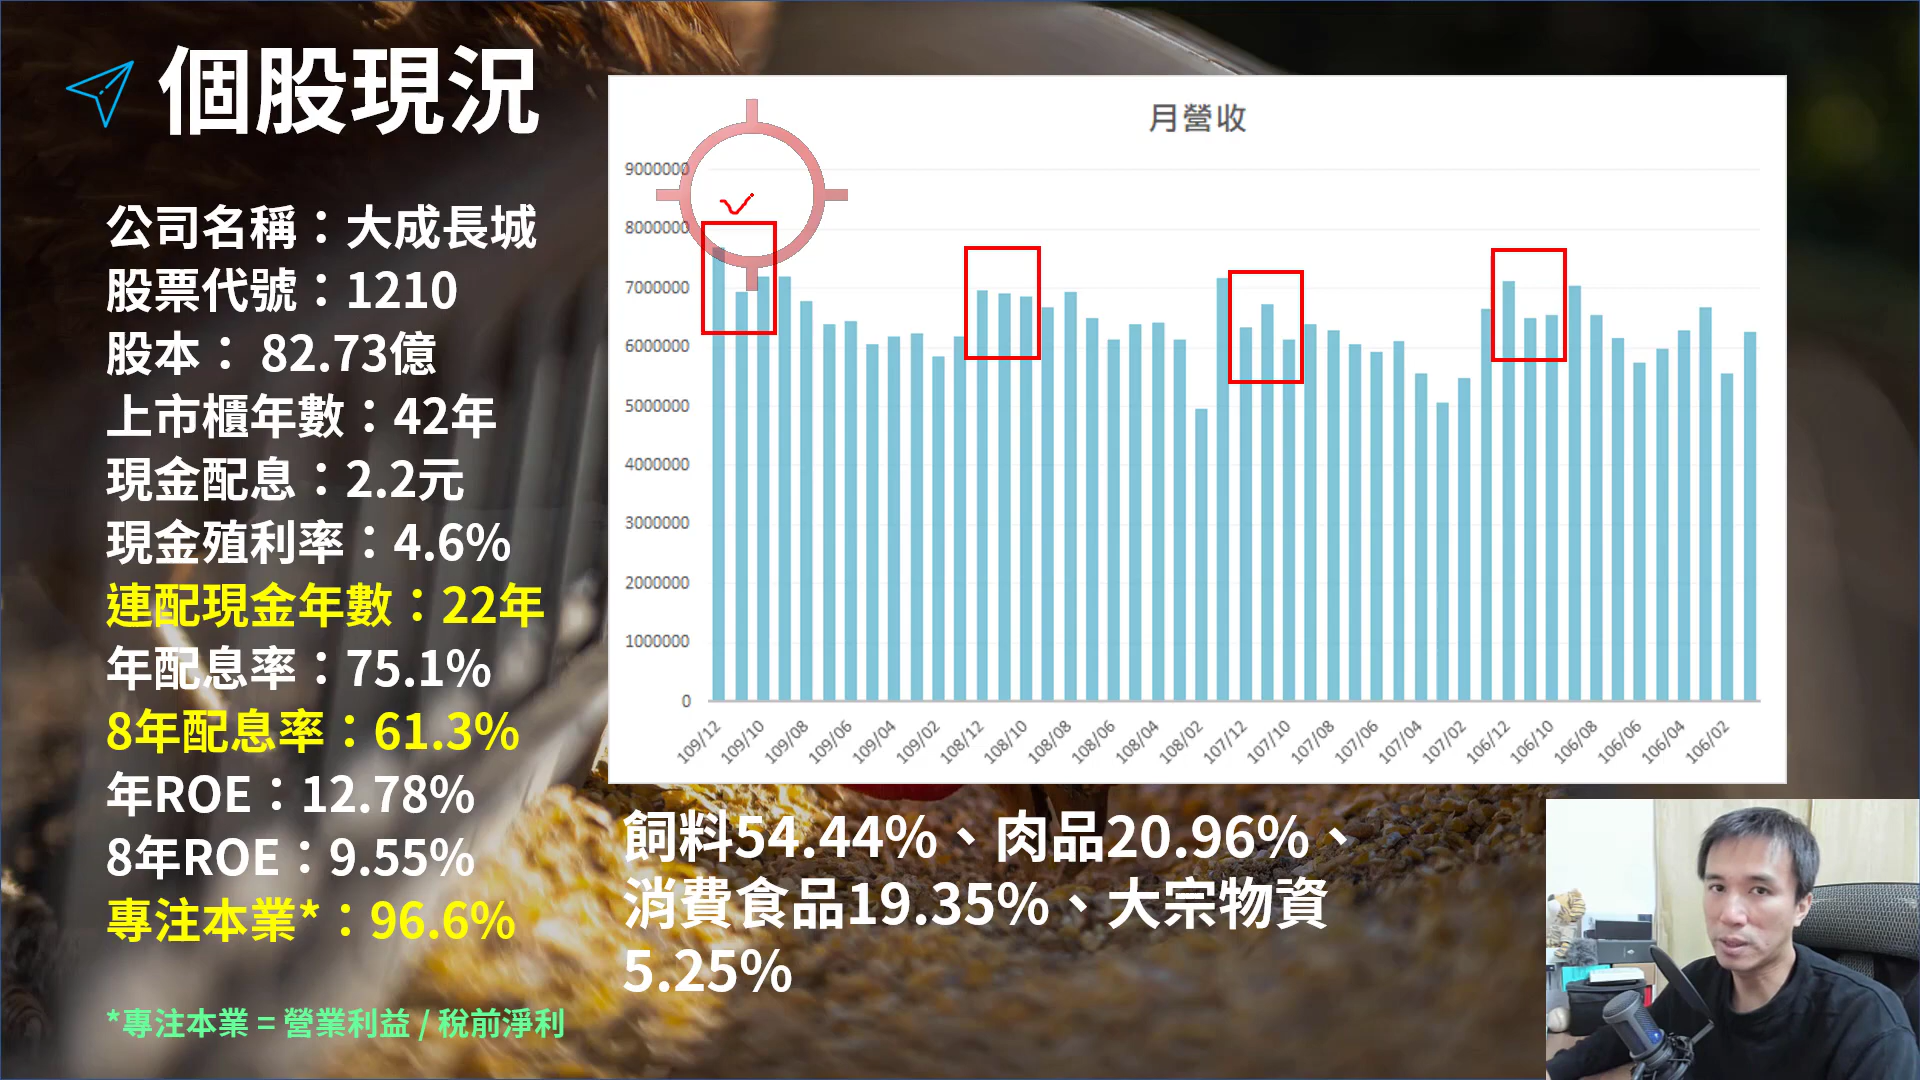 個股現況
公司名稱：大成長城
股票代號：1210
股本： 82.73億
上市櫃年數：42年
現金配息：2.2元
現金殖利率：4.6%
連配現金年數：22年
年配息率：75.1%
8年配息率：61.3%
年ROE：12.78%
8年ROE：9.55%
專注本業*：96.6%
*專注本業 = 營業利益 / 稅前淨利
月營收
9000000
8000000
7000000
6000000
5000000
4000000
3000000
2000000
1000000
0
109/12
109/10
109/08
109/06
109/04
109/02
108/12
108/10
108/08
108/06
108/04
108/02
107/12
107/10
107/08
107/06
107/04
107/02
106/12
106/10
106/08
106/06
106/04
106/02
飼料54.44%、肉品20.96%、
消費食品19.35%、大宗物資
5.25%